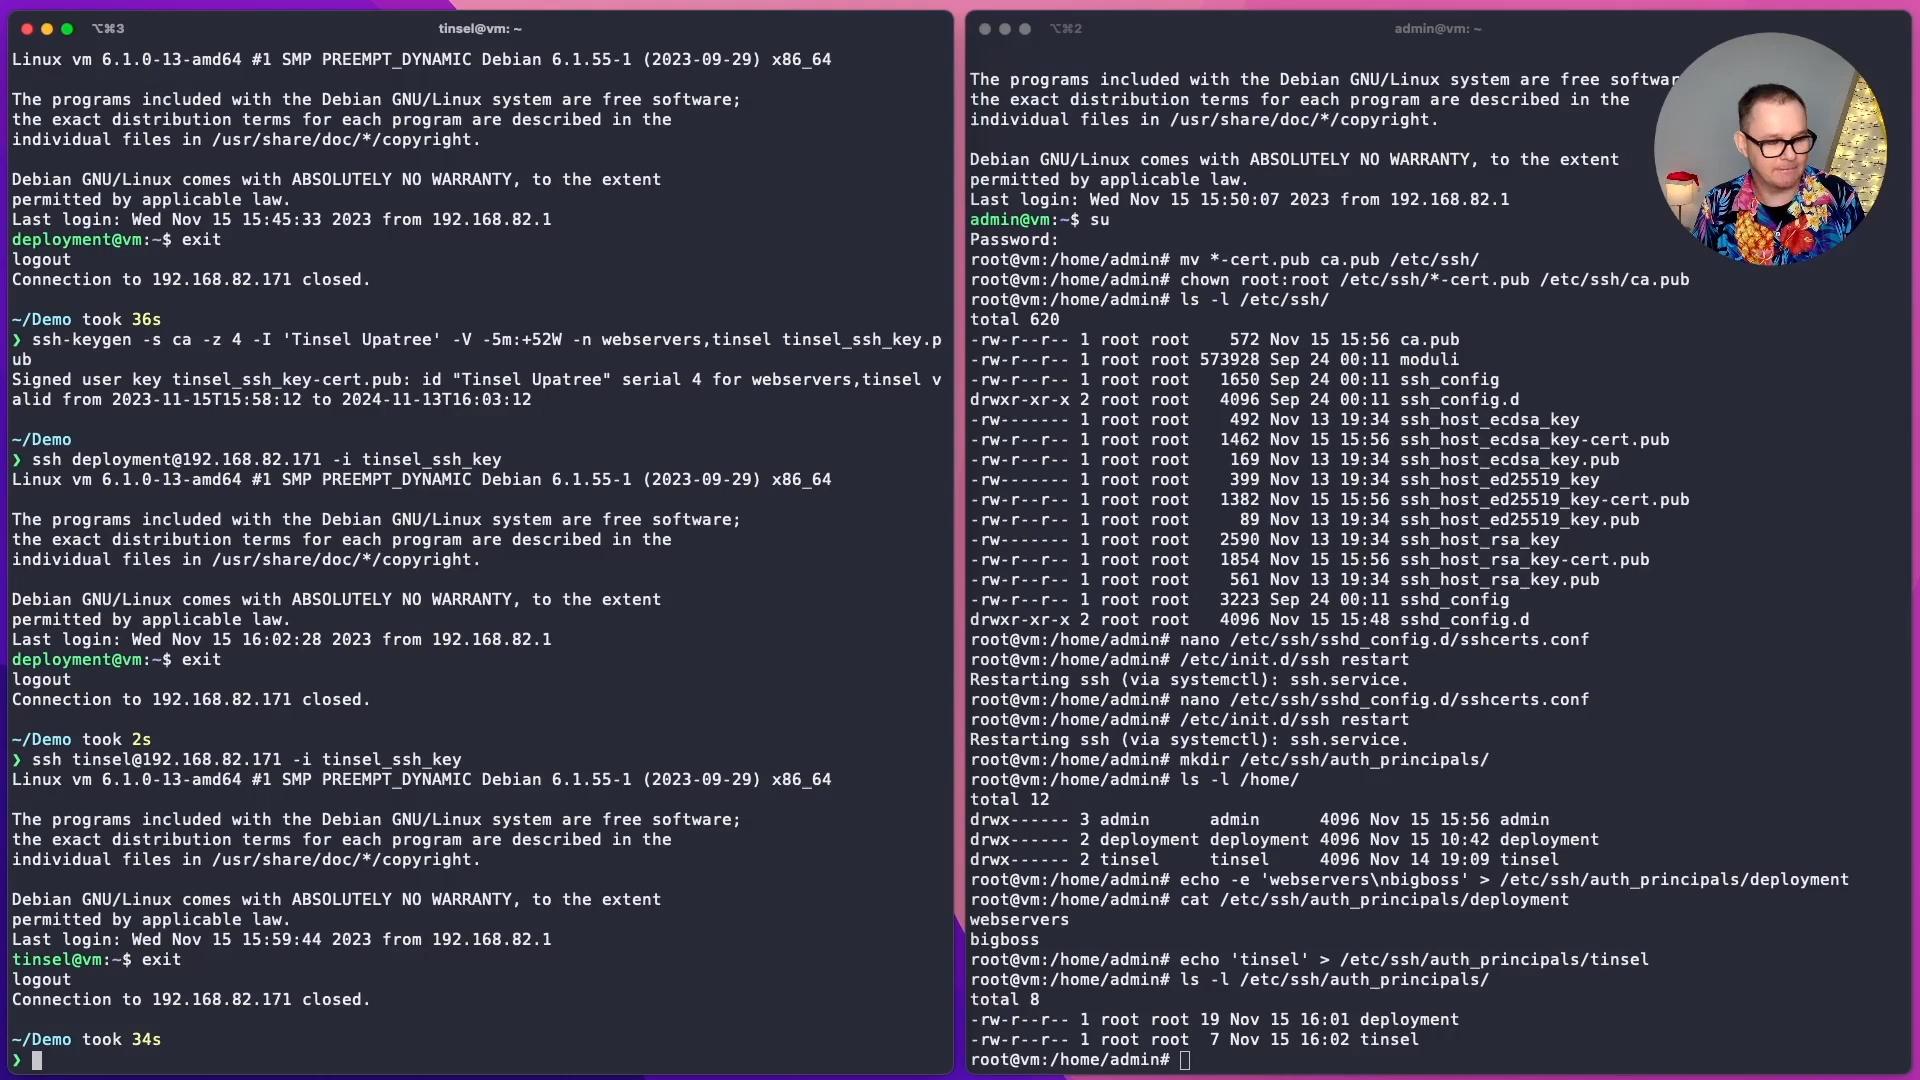 ⌥⌘3
tinsel@vm: ~
Linux vm 6.1.0-13-amd64 #1 SMP PREEMPT_DYNAMIC Debian 6.1.55-1 (2023-09-29) x86_64
The programs included with the Debian GNU/Linux system are free software;
the exact distribution terms for each program are described in the
individual files in /usr/share/doc/*/copyright.
Debian GNU/Linux comes with ABSOLUTELY NO WARRANTY, to the extent
permitted by applicable law.
Last login: Wed Nov 15 15:45:33 2023 from 192.168.82.1
deployment@vm:~$ exit
logout
Connection to 192.168.82.171 closed.
~/Demo took 36s
❯ ssh-keygen -s ca -z 4 -I 'Tinsel Upatree' -V -5m:+52W -n webservers,tinsel tinsel_ssh_key.p
ub
Signed user key tinsel_ssh_key-cert.pub: id "Tinsel Upatree" serial 4 for webservers,tinsel v
alid from 2023-11-15T15:58:12 to 2024-11-13T16:03:12
~/Demo
❯ ssh deployment@192.168.82.171 -i tinsel_ssh_key
Linux vm 6.1.0-13-amd64 #1 SMP PREEMPT_DYNAMIC Debian 6.1.55-1 (2023-09-29) x86_64
The programs included with the Debian GNU/Linux system are free software;
the exact distribution terms for each program are described in the
individual files in /usr/share/doc/*/copyright.
Debian GNU/Linux comes with ABSOLUTELY NO WARRANTY, to the extent
permitted by applicable law.
Last login: Wed Nov 15 16:02:28 2023 from 192.168.82.1
deployment@vm:~$ exit
logout
Connection to 192.168.82.171 closed.
~/Demo took 2s
❯ ssh tinsel@192.168.82.171 -i tinsel_ssh_key
Linux vm 6.1.0-13-amd64 #1 SMP PREEMPT_DYNAMIC Debian 6.1.55-1 (2023-09-29) x86_64
The programs included with the Debian GNU/Linux system are free software;
the exact distribution terms for each program are described in the
individual files in /usr/share/doc/*/copyright.
Debian GNU/Linux comes with ABSOLUTELY NO WARRANTY, to the extent
permitted by applicable law.
Last login: Wed Nov 15 15:59:44 2023 from 192.168.82.1
tinsel@vm:~$ exit
logout
Connection to 192.168.82.171 closed.
~/Demo took 34s
❯
⌥⌘2
admin@vm: ~
The programs included with the Debian GNU/Linux system are free softwar
the exact distribution terms for each program are described in the
individual files in /usr/share/doc/*/copyright.
Debian GNU/Linux comes with ABSOLUTELY NO WARRANTY, to the extent
permitted by applicable law.
Last login: Wed Nov 15 15:50:07 2023 from 192.168.82.1
admin@vm:~$ su
Password:
root@vm:/home/admin# mv *-cert.pub ca.pub /etc/ssh/
root@vm:/home/admin# chown root:root /etc/ssh/*-cert.pub /etc/ssh/ca.pub
root@vm:/home/admin# ls -l /etc/ssh/
total 620
-rw-r--r-- 1 root root    572 Nov 15 15:56 ca.pub
-rw-r--r-- 1 root root 573928 Sep 24 00:11 moduli
-rw-r--r-- 1 root root   1650 Sep 24 00:11 ssh_config
drwxr-xr-x 2 root root   4096 Sep 24 00:11 ssh_config.d
-rw------- 1 root root    492 Nov 13 19:34 ssh_host_ecdsa_key
-rw-r--r-- 1 root root   1462 Nov 15 15:56 ssh_host_ecdsa_key-cert.pub
-rw-r--r-- 1 root root    169 Nov 13 19:34 ssh_host_ecdsa_key.pub
-rw------- 1 root root    399 Nov 13 19:34 ssh_host_ed25519_key
-rw-r--r-- 1 root root   1382 Nov 15 15:56 ssh_host_ed25519_key-cert.pub
-rw-r--r-- 1 root root     89 Nov 13 19:34 ssh_host_ed25519_key.pub
-rw------- 1 root root   2590 Nov 13 19:34 ssh_host_rsa_key
-rw-r--r-- 1 root root   1854 Nov 15 15:56 ssh_host_rsa_key-cert.pub
-rw-r--r-- 1 root root    561 Nov 13 19:34 ssh_host_rsa_key.pub
-rw-r--r-- 1 root root   3223 Sep 24 00:11 sshd_config
drwxr-xr-x 2 root root   4096 Nov 15 15:48 sshd_config.d
root@vm:/home/admin# nano /etc/ssh/sshd_config.d/sshcerts.conf
root@vm:/home/admin# /etc/init.d/ssh restart
Restarting ssh (via systemctl): ssh.service.
root@vm:/home/admin# nano /etc/ssh/sshd_config.d/sshcerts.conf
root@vm:/home/admin# /etc/init.d/ssh restart
Restarting ssh (via systemctl): ssh.service.
root@vm:/home/admin# mkdir /etc/ssh/auth_principals/
root@vm:/home/admin# ls -l /home/
total 12
drwx------ 3 admin      admin      4096 Nov 15 15:56 admin
drwx------ 2 deployment deployment 4096 Nov 15 10:42 deployment
drwx------ 2 tinsel     tinsel     4096 Nov 14 19:09 tinsel
root@vm:/home/admin# echo -e 'webservers\nbigboss' > /etc/ssh/auth_principals/deployment
root@vm:/home/admin# cat /etc/ssh/auth_principals/deployment
webservers
bigboss
root@vm:/home/admin# echo 'tinsel' > /etc/ssh/auth_principals/tinsel
root@vm:/home/admin# ls -l /etc/ssh/auth_principals/
total 8
-rw-r--r-- 1 root root 19 Nov 15 16:01 deployment
-rw-r--r-- 1 root root  7 Nov 15 16:02 tinsel
root@vm:/home/admin#